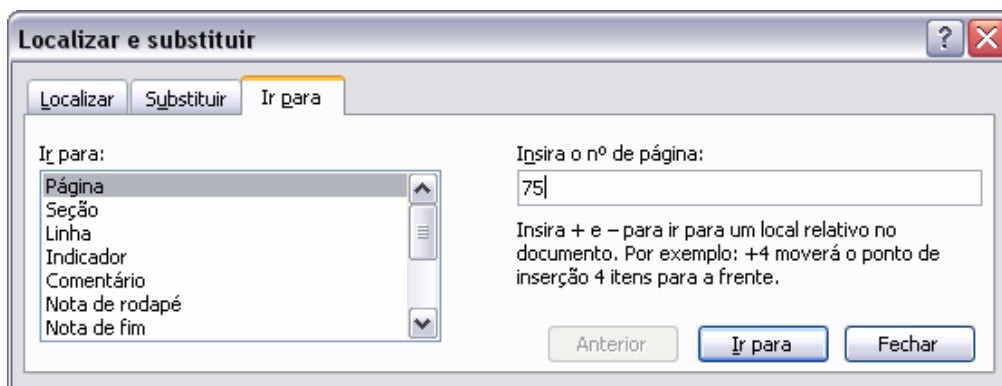 Localizar e substituir
Localizar Substituir Ir para
Ir para:
Página
Seção
Linha
Indicador
Comentário
Nota de rodapé
Nota de fim
Insira o nº de página:
75
Insira + e – para ir para um local relativo no
documento. Por exemplo: +4 moverá o ponto de
inserção 4 itens para a frente.
Anterior Ir para Fechar